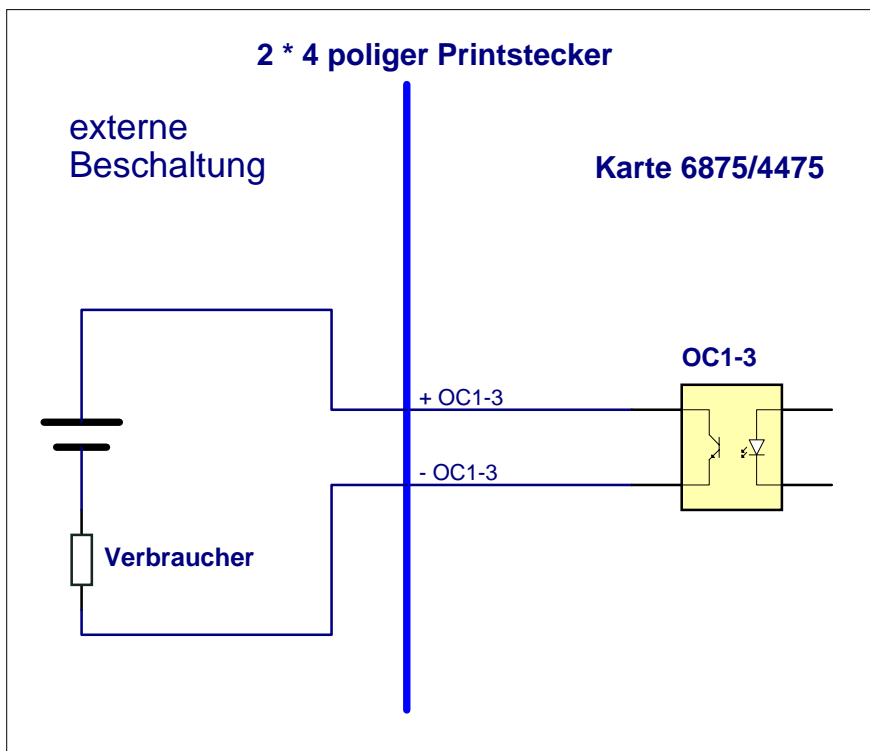 2 * 4 poliger Printstecker
externe
Beschaltung
Karte 6875/4475
OC1-3
+ OC1-3
- OC1-3
Verbraucher